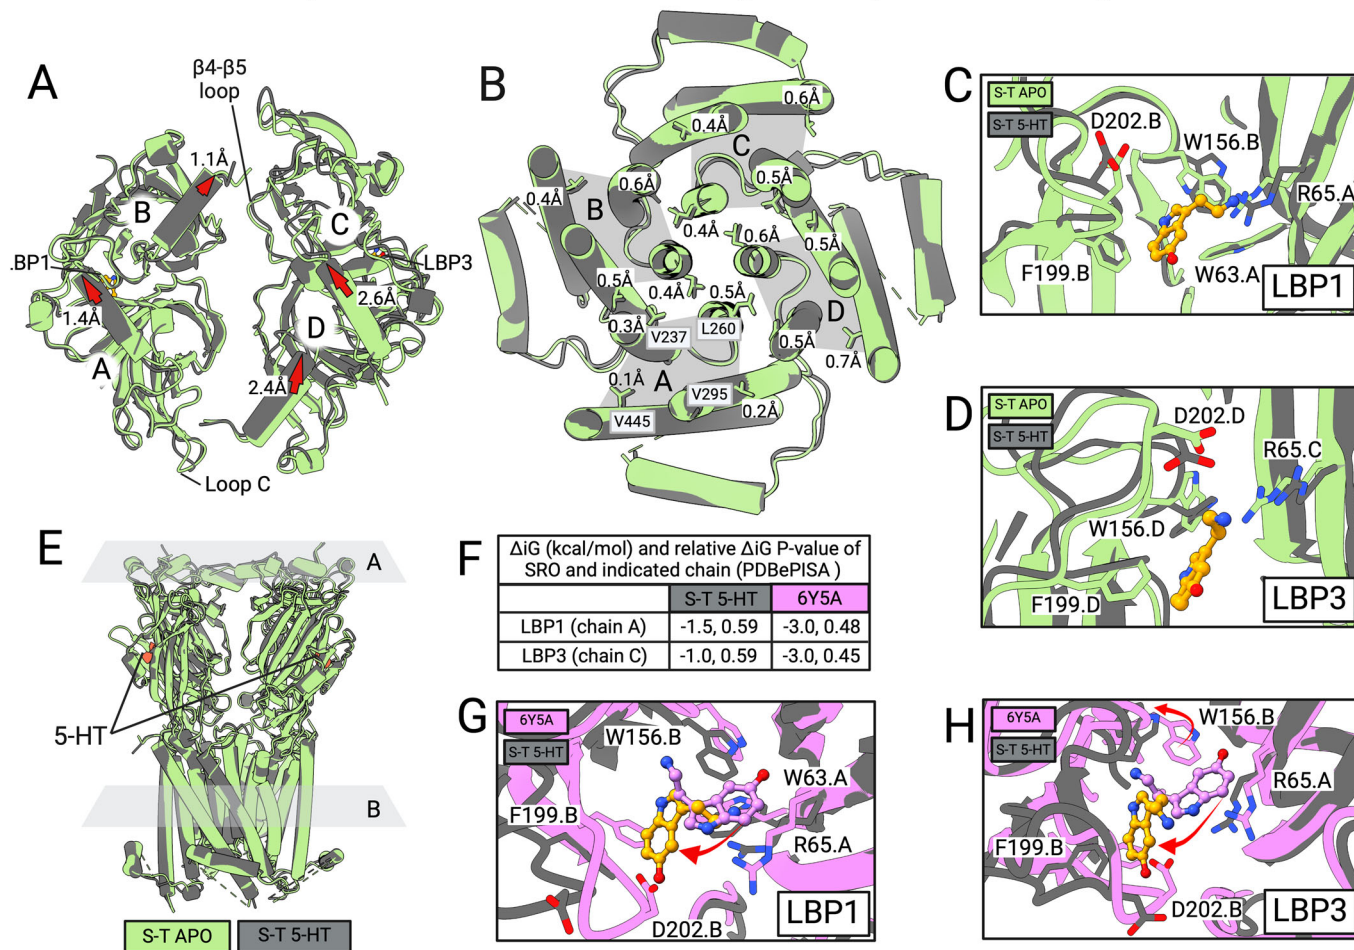 A
β4-β5
loop
1.1Å
B
C
.BP1
LBP3
2.6Å
1.4Å
D
A
2.4Å
Loop C
B
0.6Å
0.4Å
C
0.5Å
0.6Å
0.4Å
B
0.4Å
0.6Å
0.5Å
0.5Å
0.4Å
0.5Å
D
0.3Å
V237
L260
0.5Å
0.7Å
A
0.1Å
V295
0.2Å
V445
C
S-T APO
S-T 5-HT
D202.B
W156.B
R65.A
F199.B
W63.A
LBP1
D
S-T APO
S-T 5-HT
D202.D
R65.C
W156.D
F199.D
LBP3
E
A
5-HT
B
S-T APO
S-T 5-HT
F
ΔiG (kcal/mol) and relative ΔiG P-value of
SRO and indicated chain (PDBePISA )
S-T 5-HT 6Y5A
LBP1 (chain A) -1.5, 0.59 -3.0, 0.48
LBP3 (chain C) -1.0, 0.59 -3.0, 0.45
G
6Y5A
S-T 5-HT
W156.B
W63.A
F199.B
R65.A
D202.B
LBP1
H
6Y5A
S-T 5-HT
W156.B
R65.A
F199.B
D202.B
LBP3